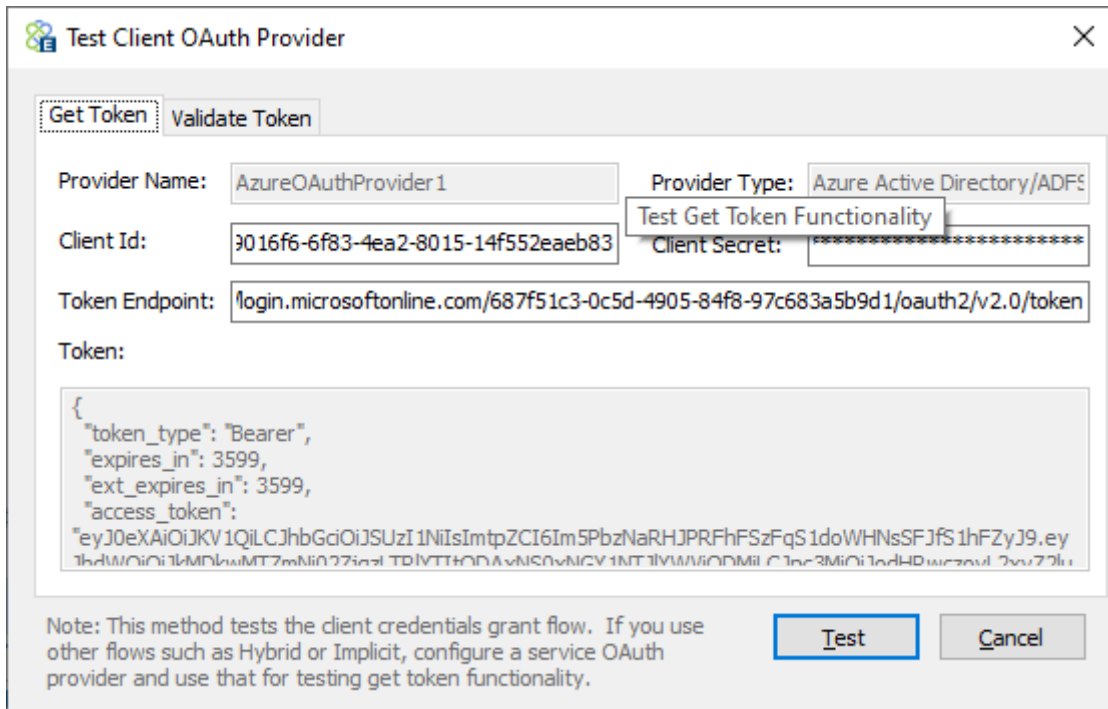 Test Client OAuth Provider
Get Token
Validate Token
Provider Name:
AzureOAuthProvider1
Provider Type:
Azure Active Directory/ADFS
Test Get Token Functionality
Client Id:
9016f6-6f83-4ea2-8015-14f552eaeb83
Client Secret:
************************
Token Endpoint:
/login.microsoftonline.com/687f51c3-0c5d-4905-84f8-97c683a5b9d1/oauth2/v2.0/token
Token:
{
"token_type": "Bearer",
"expires_in": 3599,
"ext_expires_in": 3599,
"access_token":
"eyJ0eXAiOiJKV1QiLCJhbGciOiJSUzI1NiIsImtpZCI6Im5PbzNaRHJPRFhFSzFqS1doWHNsSFJfS1hFZyJ9.ey
Note: This method tests the client credentials grant flow. If you use
other flows such as Hybrid or Implicit, configure a service OAuth
provider and use that for testing get token functionality.
Test
Cancel